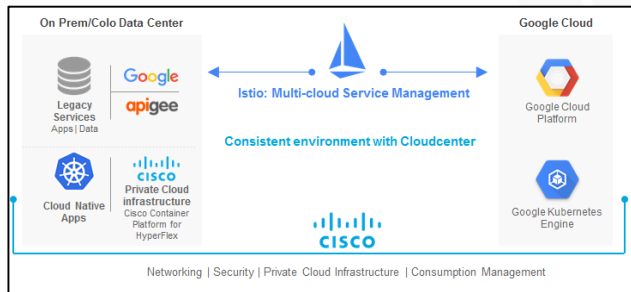 On Prem/Colo Data Center
Google Cloud
Legacy
Services
Apps | Data
Google
apigee
Istio: Multi-cloud Service Management
Google Cloud
Platform
Consistent environment with Cloudcenter
Cloud Native
Apps
CISCO
Private Cloud
infrastructure
Cisco Container
Platform for
HyperFlex
Google Kubernetes
Engine
CISCO
Networking | Security | Private Cloud Infrastructure | Consumption Management